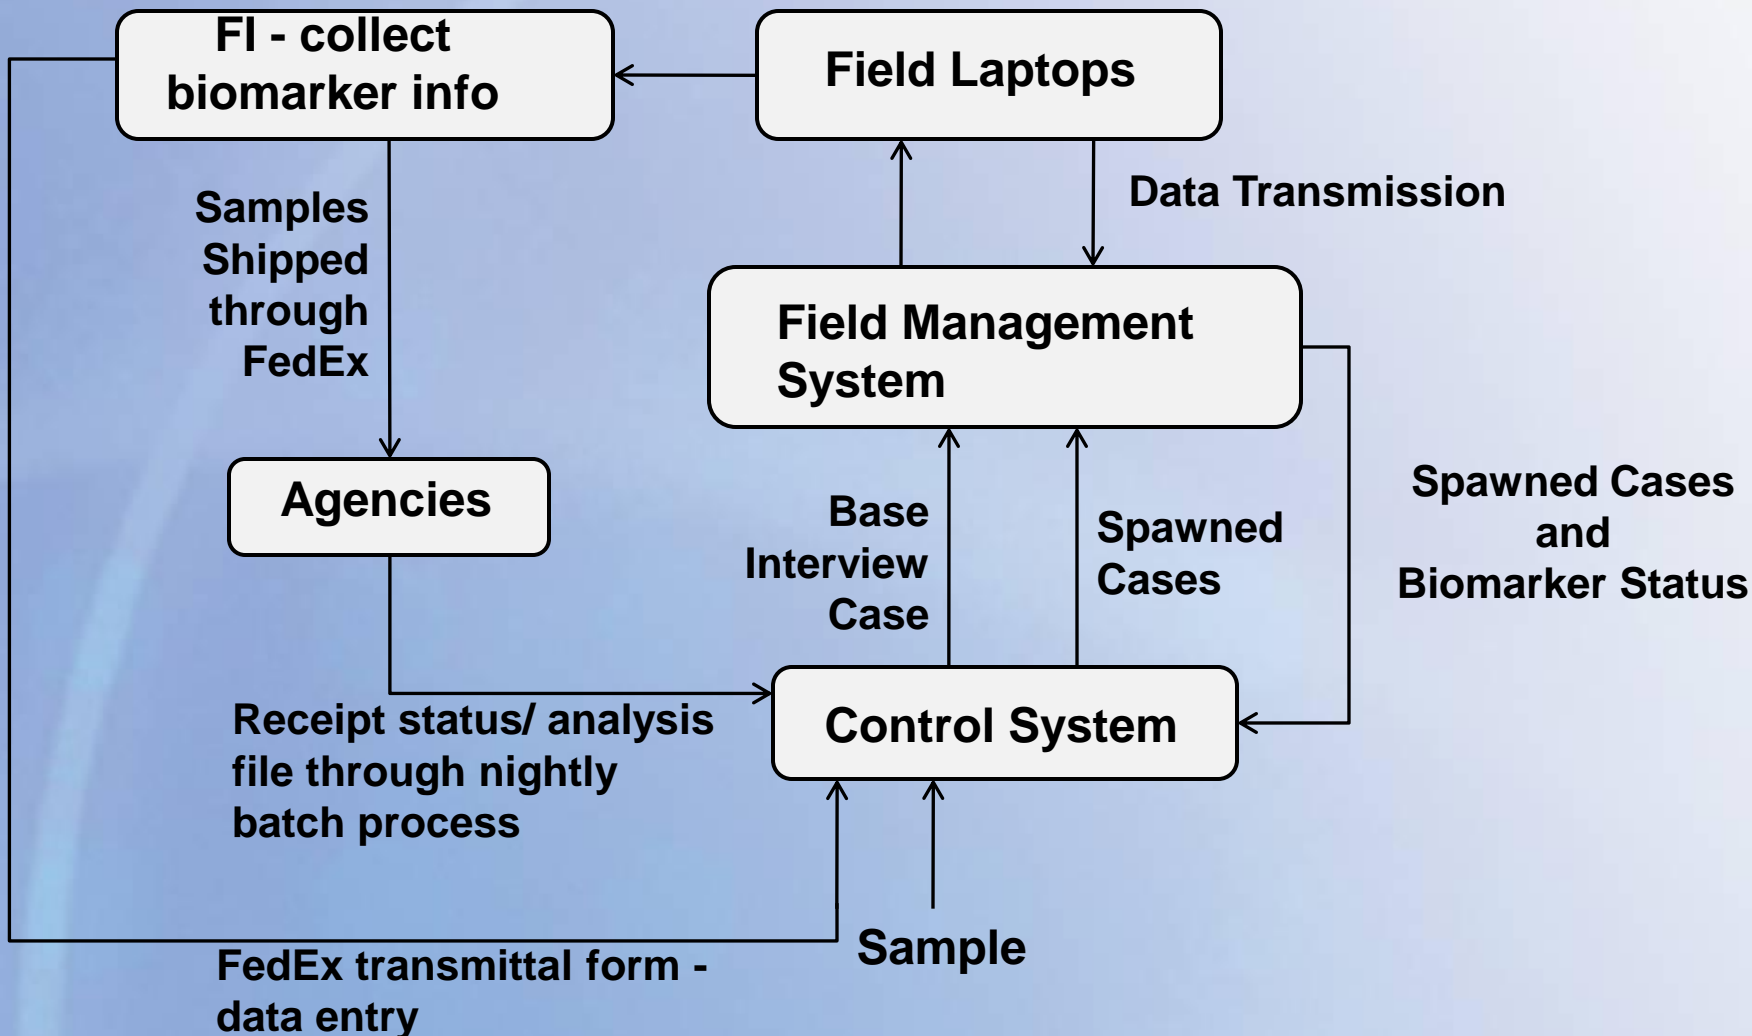 FI - collect
biomarker info
Field Laptops
Samples
Shipped
through
FedEx
Data Transmission
Field Management
System
Agencies
Base
Interview
Case
Spawned
Cases
Spawned Cases
and
Biomarker Status
Receipt status/ analysis
file through nightly
batch process
Control System
Sample
FedEx transmittal form -
data entry